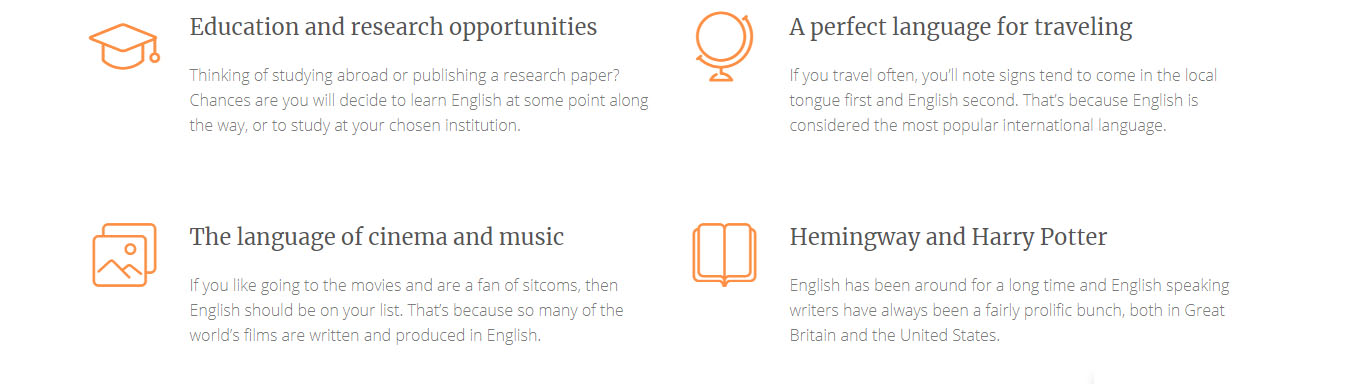 Education and research opportunities
Thinking of studying abroad or publishing a research paper?
Chances are you will decide to learn English at some point along
the way, or to study at your chosen institution.
A perfect language for traveling
If you travel often, you’ll note signs tend to come in the local
tongue first and English second. That’s because English is
considered the most popular international language.
The language of cinema and music
If you like going to the movies and are a fan of sitcoms, then
English should be on your list. That’s because so many of the
world’s films are written and produced in English.
Hemingway and Harry Potter
English has been around for a long time and English speaking
writers have always been a fairly prolific bunch, both in Great
Britain and the United States.